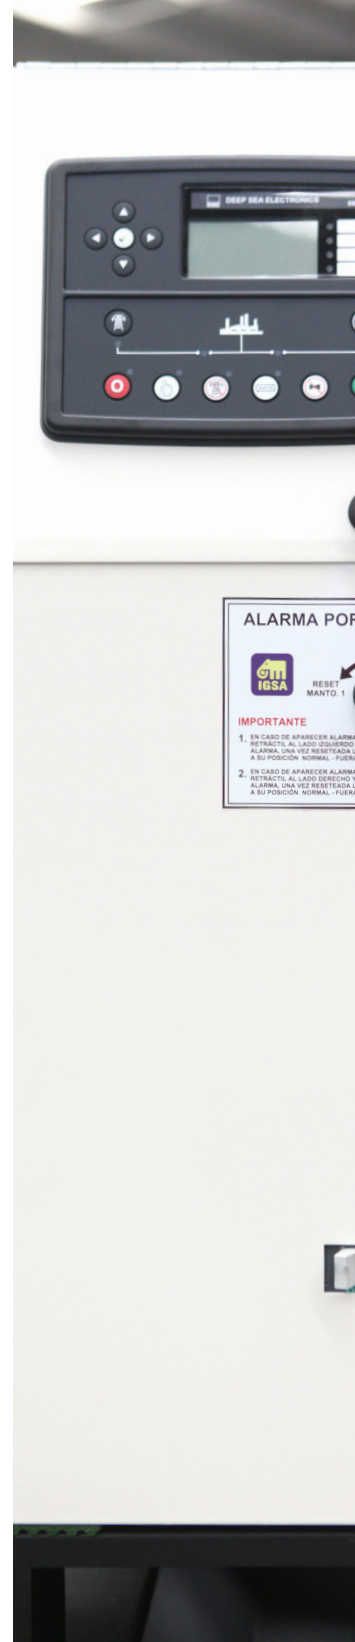 DEEP SEA ELECTRONICS
ALARMA POR
IGSA
RESET
MANTO. 1
IMPORTANTE
1. EN CASO DE APARECER ALARMA
RETRÁCTIL AL LADO IZQUIERDO
ALARMA, UNA VEZ RESETEADA L
A SU POSICIÓN NORMAL - FUERA
2. EN CASO DE APARECER ALARMA
RETRÁCTIL AL LADO DERECHO Y
ALARMA, UNA VEZ RESETEADA L
A SU POSICIÓN NORMAL - FUERA